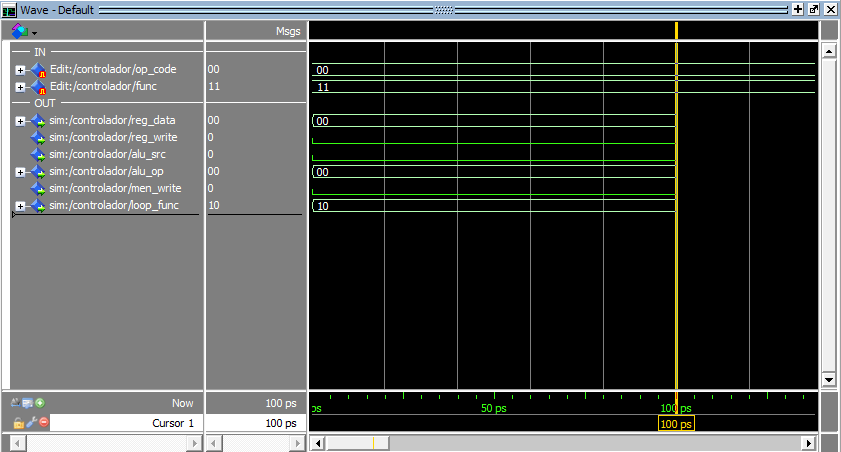 Wave - Default
Msgs
IN
Edit:/controlador/op_code 00 00
Edit:/controlador/func 11 11
OUT
sim:/controlador/reg_data 00 00
sim:/controlador/reg_write 0
sim:/controlador/alu_src 0
sim:/controlador/alu_op 00 00
sim:/controlador/men_write 0
sim:/controlador/loop_func 10 10
Now 100 ps ps 50 ps 100 ps
Cursor 1 100 ps 100 ps